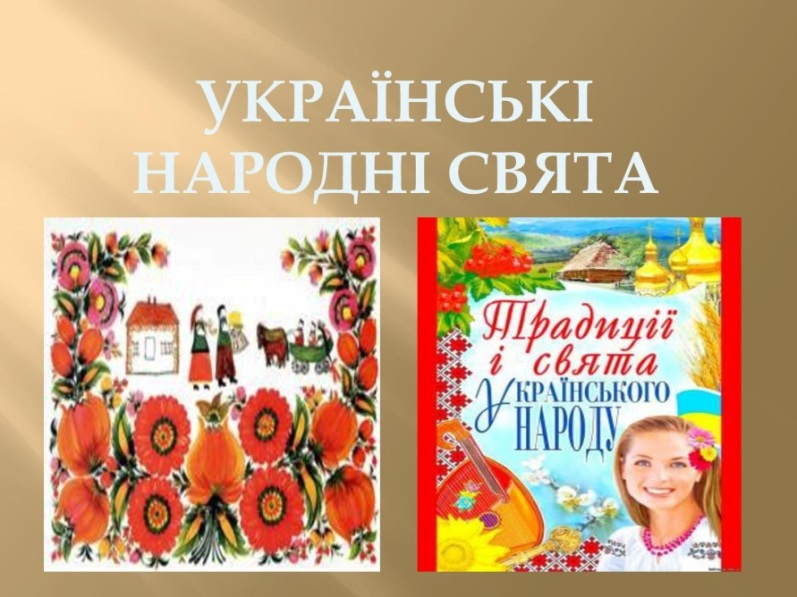 УКРАЇНСЬКІ
НАРОДНІ СВЯТА
Традиції
і свята
Українського
НАРОДУ